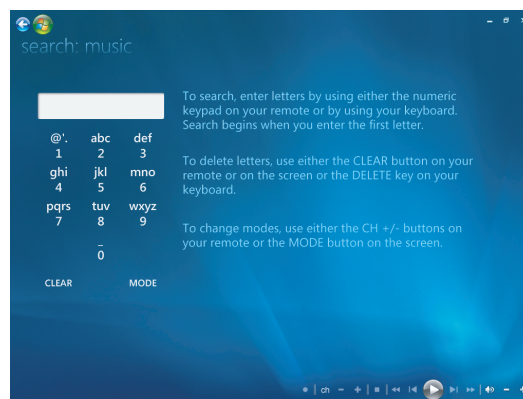 search: music
To search, enter letters by using either the numeric
keypad on your remote or by using your keyboard.
Search begins when you enter the first letter.
@'. abc def
1 2 3
ghi jkl mno
4 5 6
pqrs tuv wxyz
7 8 9
_
0
CLEAR MODE
To delete letters, use either the CLEAR button on your
remote or on the screen or the DELETE key on your
keyboard.
To change modes, use either the CH +/- buttons on
your remote or the MODE button on the screen.
ch - +
- +